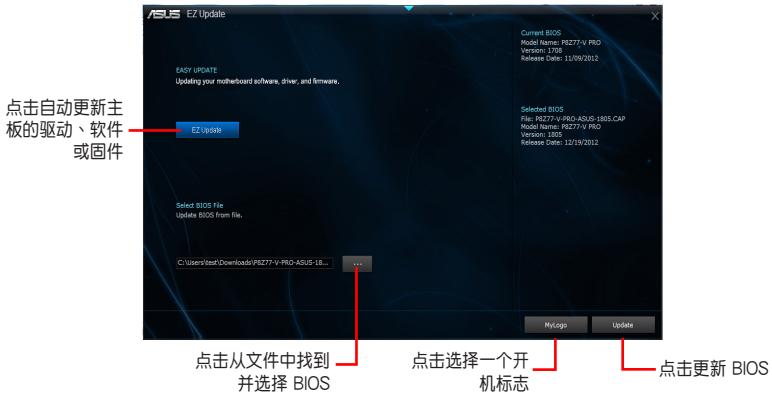 ASUS EZ Update
Current BIOS
Model Name: P8Z77-V PRO
Version: 1708
Release Date: 11/09/2012
EASY UPDATE
Updating your motherboard software, driver, and firmware。
点击自动更新主
板的驱动、软件
或固件
EZ Update
Selected BIOS
File: P8Z77-V-PRO-ASUS-1805.CAP
Model Name: P8Z77-V PRO
Version: 1805
Release Date: 12/19/2012
Select BIOS File
Update BIOS from file。
C:\Users\test\Downloads\P8Z77-V-PRO-ASUS-18...
...
MyLogo
Update
点击从文件中找到
并选择 BIOS
点击选择一个开
机标志
点击更新 BIOS